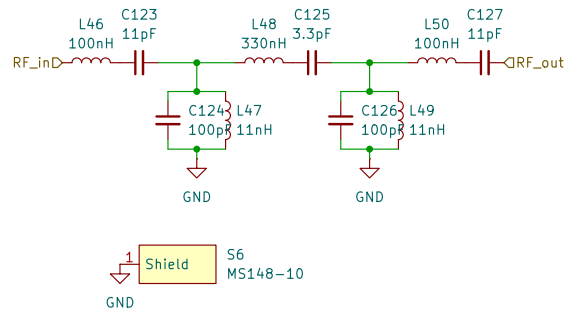 L46
100nH
C123
11pF
L48
330nH
C125
3.3pF
L50
100nH
C127
11pF
RF_in
RF_out
C124
100pF
L47
11nH
C126
100pF
L49
11nH
GND
GND
1
Shield
S6
MS148-10
GND